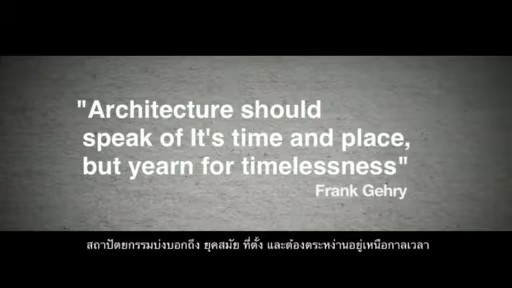 "Architecture should
speak of It's time and place,
but yearn for timelessness"
Frank Gehry
สถาปัตยกรรมบ่งบอกถึง ยุคสมัย ที่ตั้ง และต้องตระหง่านอยู่เหนือกาลเวลา